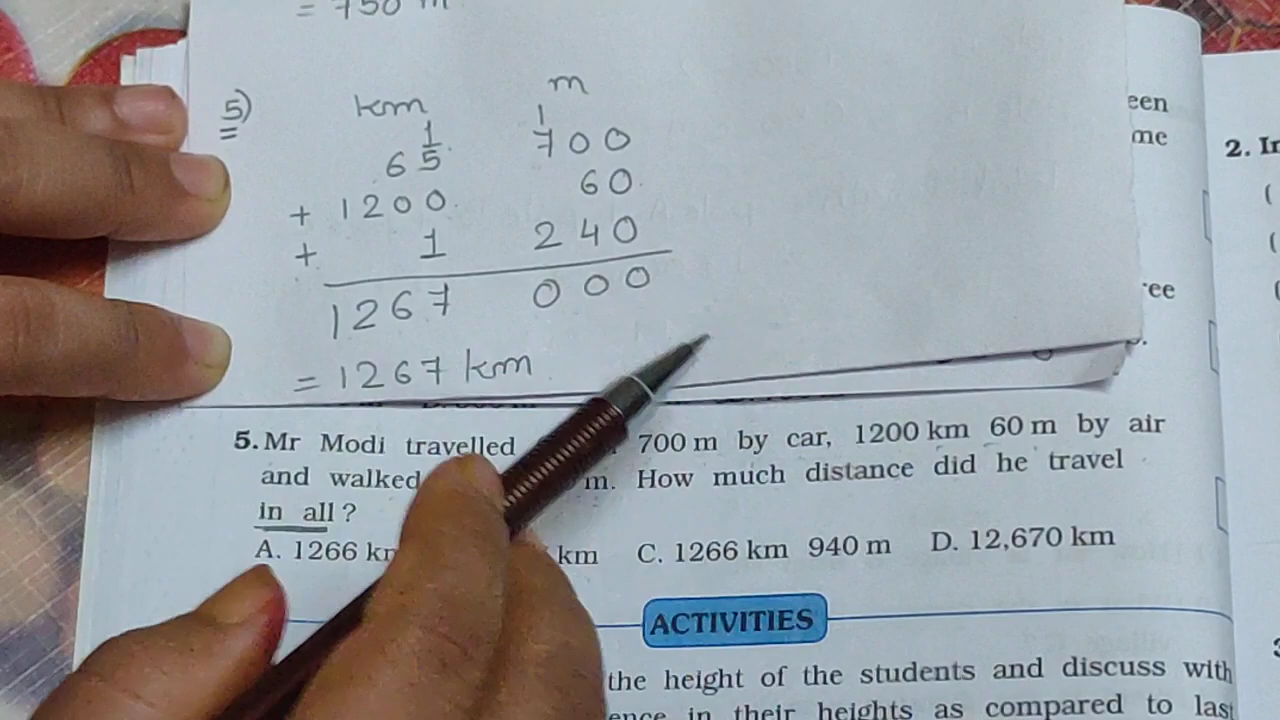 = 750 m
5)
km m
1 1
65 700
+ 1200 60
+ 1 240
1267 000
= 1267 km
een
me
2. In
ree
5. Mr Modi travelled 700 m by car, 1200 km 60 m by air
and walked m. How much distance did he travel
in all?
A. 1266 km C. 1266 km 940 m D. 12,670 km
ACTIVITIES
the height of the students and discuss with
in their heights as compared to last